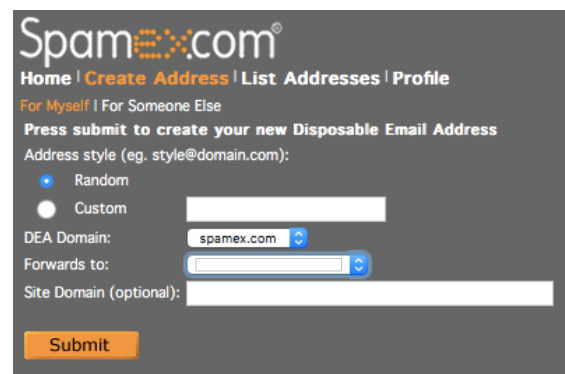 Spamex.com®
Home | Create Address | List Addresses | Profile
For Myself | For Someone Else
Press submit to create your new Disposable Email Address
Address style (eg. style@domain.com):
Random
Custom
DEA Domain: spamex.com
Forwards to:
Site Domain (optional):
Submit